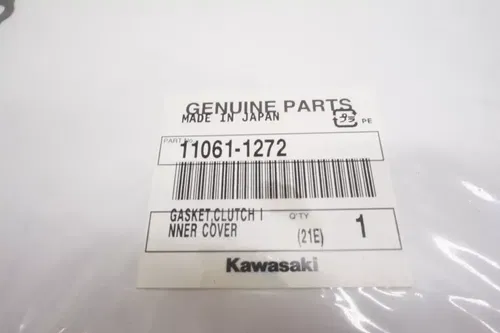 GENUINE PARTS
MADE IN JAPAN
PE
PART No.
11061-1272
GASKET,CLUTCH I
NNER COVER
Q'TY
(21E)
1
Kawasaki